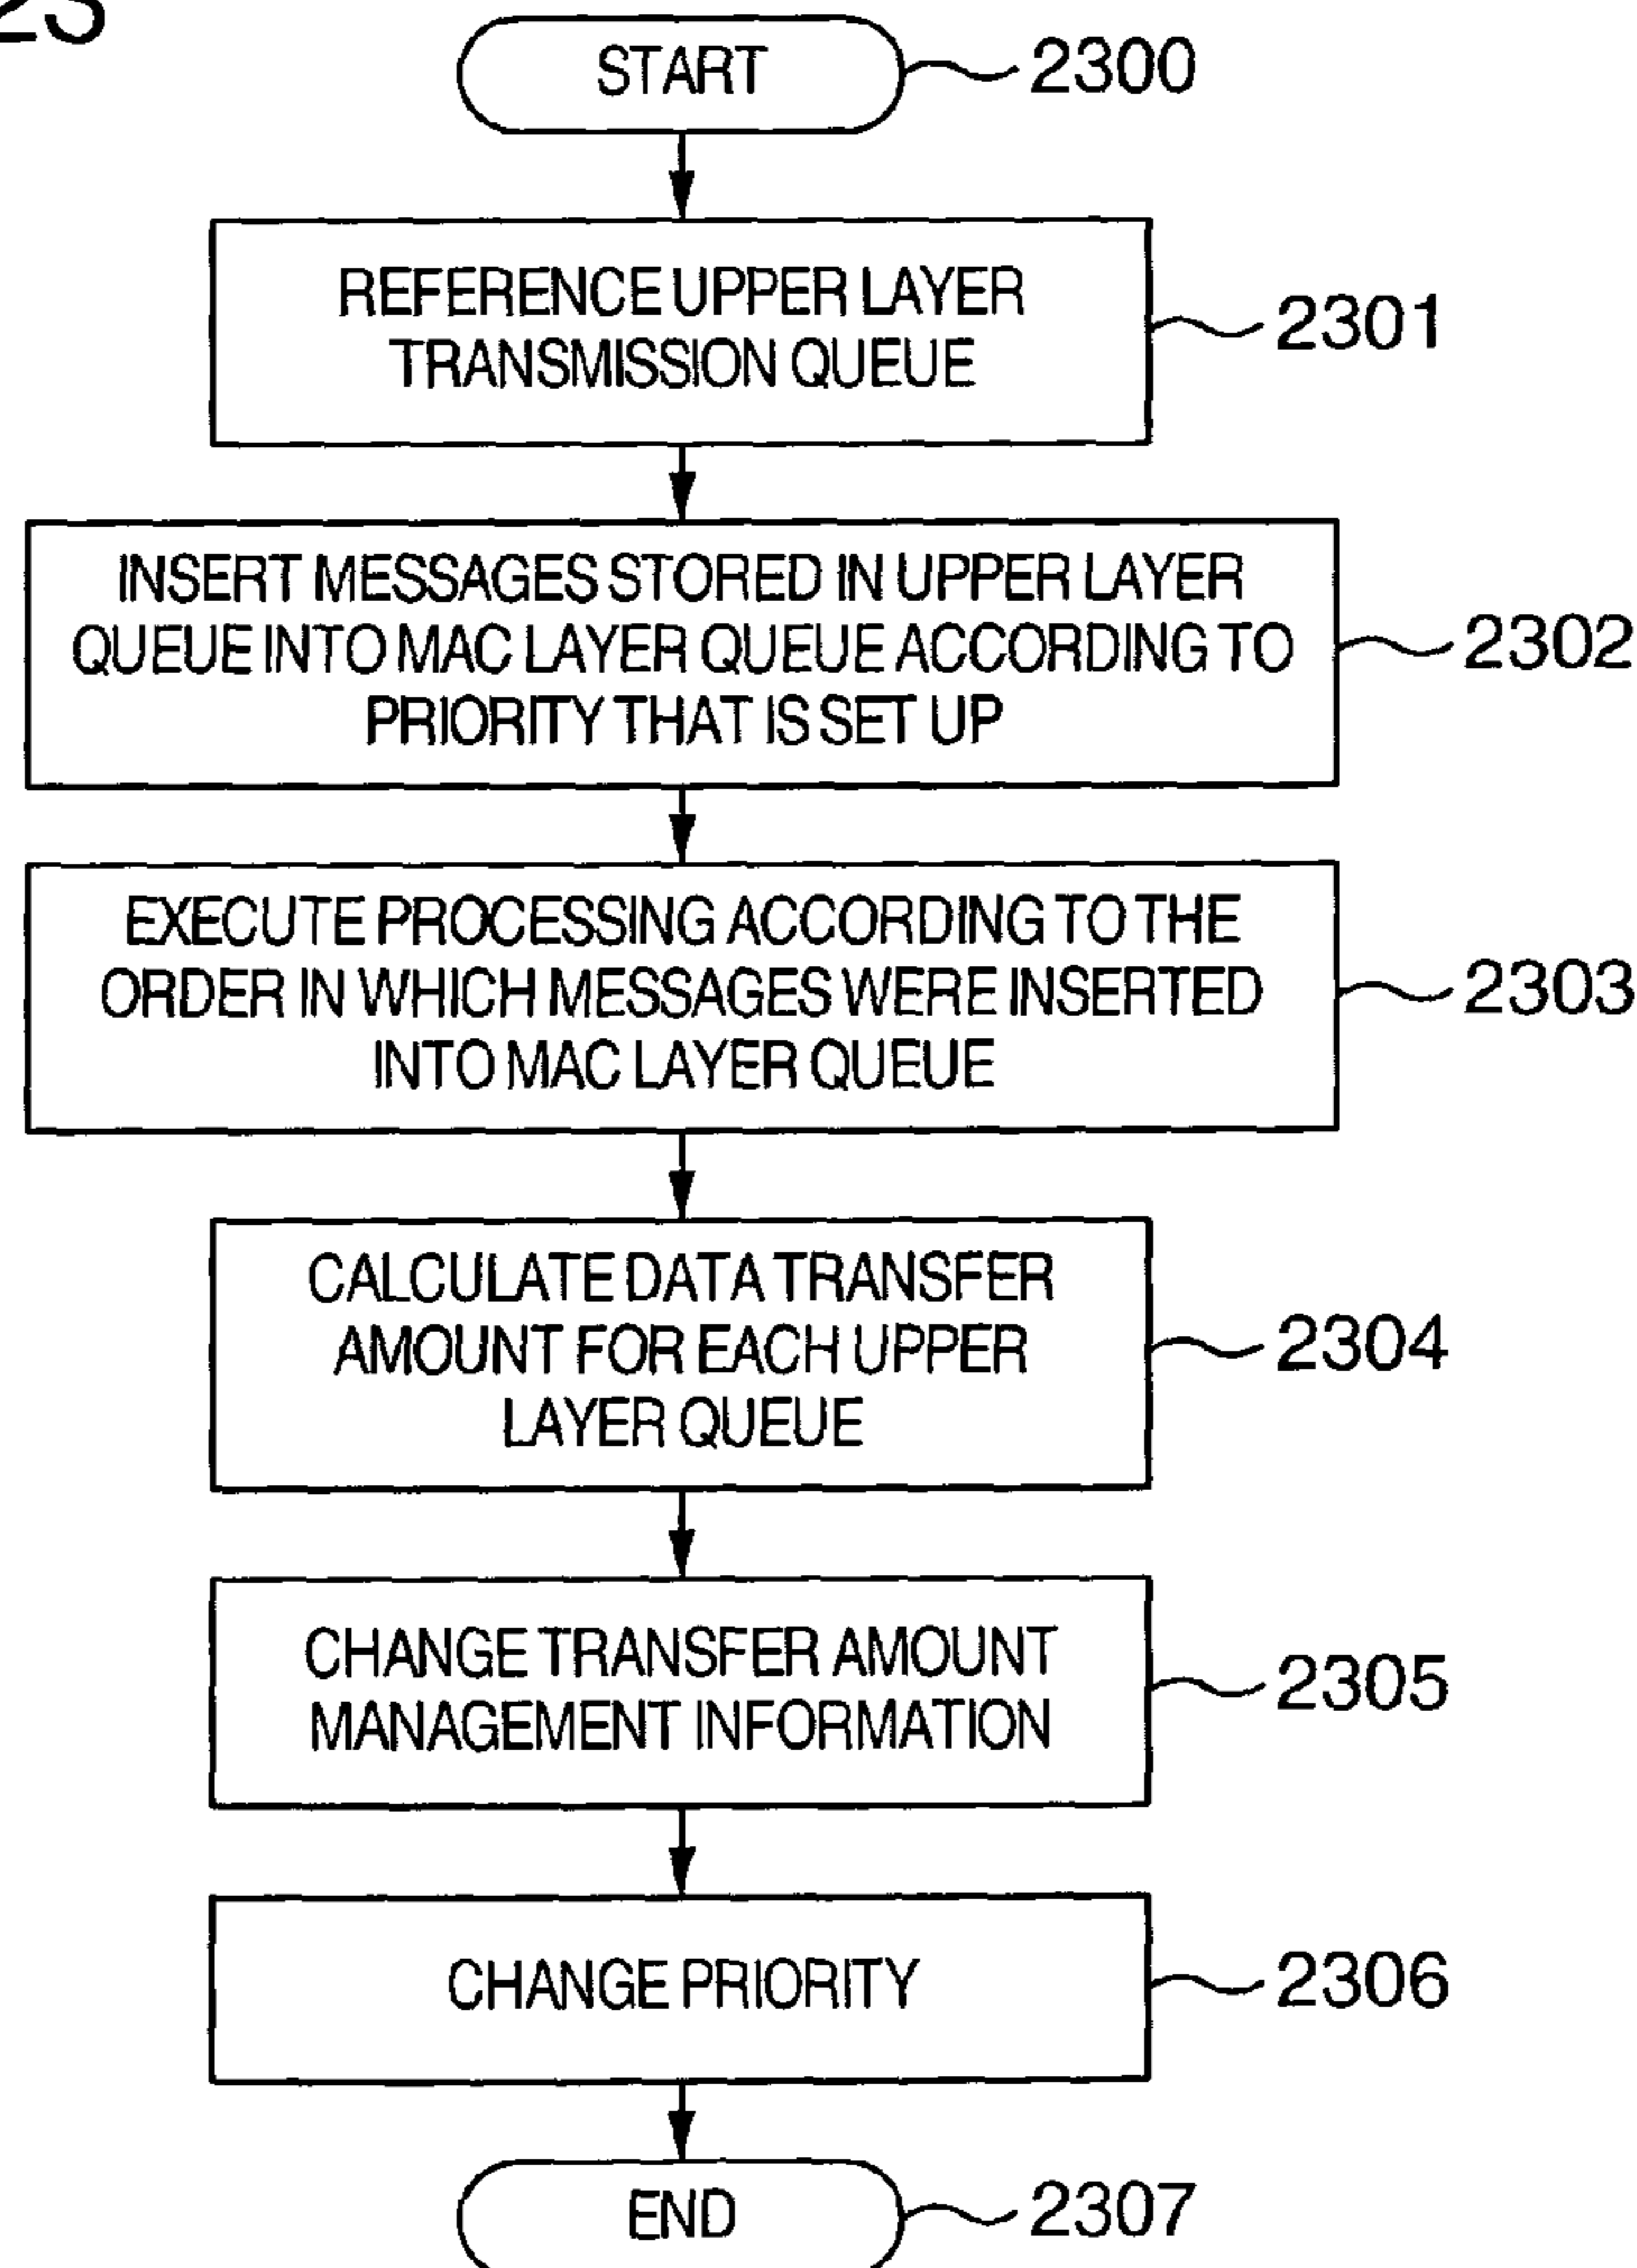 23
START
2300
REFERENCE UPPER LAYER
TRANSMISSION QUEUE
2301
INSERT MESSAGES STORED IN UPPER LAYER
QUEUE INTO MAC LAYER QUEUE ACCORDING TO
PRIORITY THAT IS SET UP
2302
EXECUTE PROCESSING ACCORDING TO THE
ORDER IN WHICH MESSAGES WERE INSERTED
INTO MAC LAYER QUEUE
2303
CALCULATE DATA TRANSFER
AMOUNT FOR EACH UPPER
LAYER QUEUE
2304
CHANGE TRANSFER AMOUNT
MANAGEMENT INFORMATION
2305
CHANGE PRIORITY
2306
END
2307